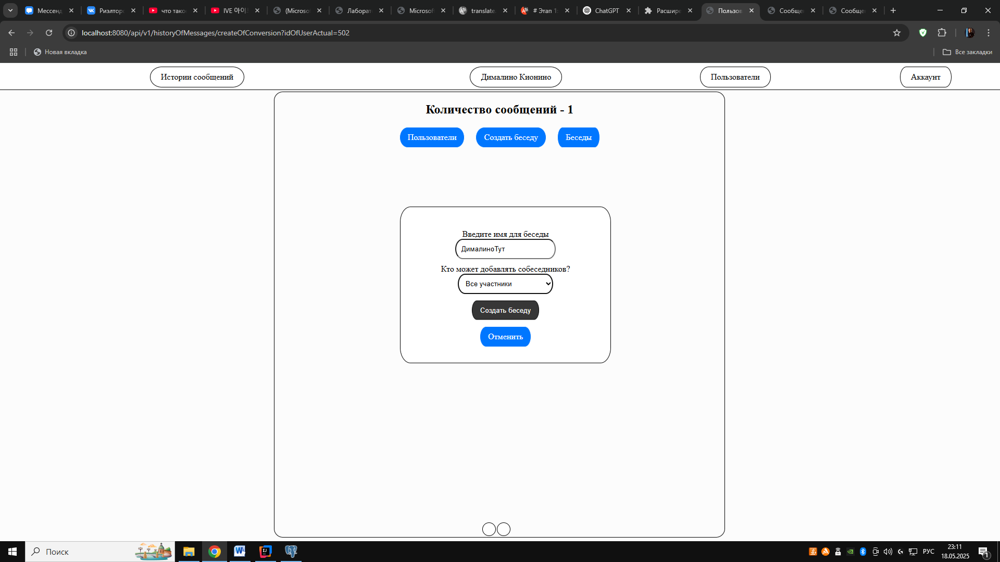 Мессенд
Риэлтор
что тако
IVE 아이
(Microso
Лаборат
Microsof
translate
# Этап 1:
ChatGPT
Расшире
Пользов
Сообще
Сообще
localhost:8080/api/v1/historyOfMessages/createOfConversion?idOfUserActual=502
Новая вкладка
Все закладки
Истории сообщений
Дималино Кионино
Пользователи
Аккаунт
Количество сообщений - 1
Пользователи
Создать беседу
Беседы
Введите имя для беседы
ДималиноТут
Кто может добавлять собеседников?
Все участники
Создать беседу
Отменить
Поиск
РУС
23:11
18.05.2025
1